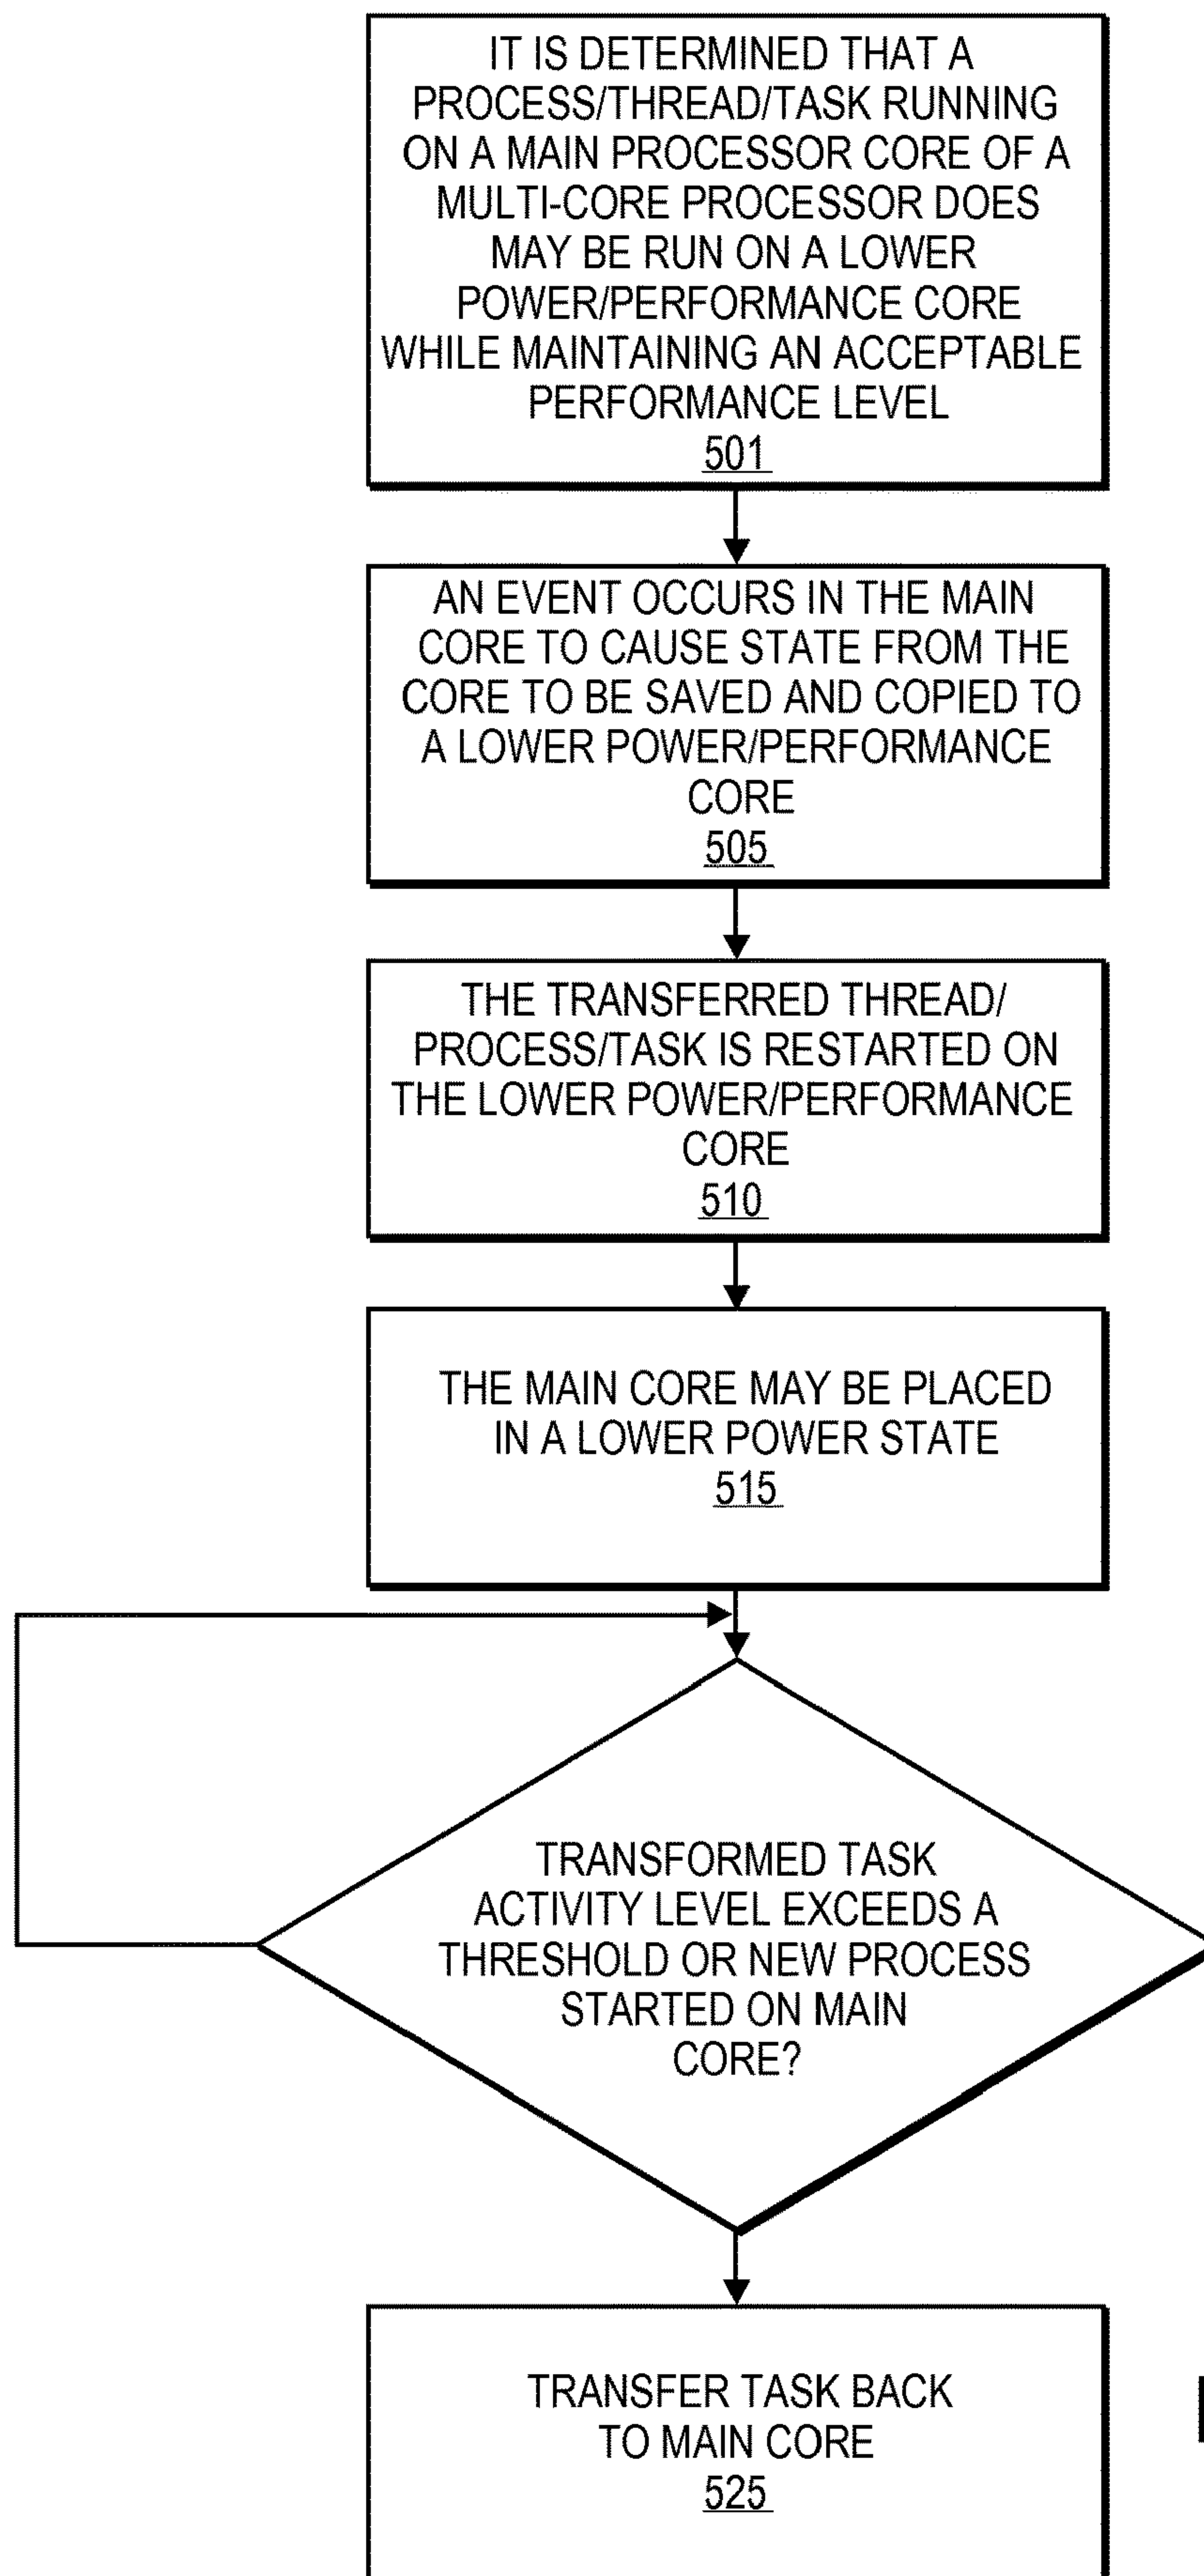 IT IS DETERMINED THAT A
PROCESS/THREAD/TASK RUNNING
ON A MAIN PROCESSOR CORE OF A
MULTI-CORE PROCESSOR DOES
MAY BE RUN ON A LOWER
POWER/PERFORMANCE CORE
WHILE MAINTAINING AN ACCEPTABLE
PERFORMANCE LEVEL
501
AN EVENT OCCURS IN THE MAIN
CORE TO CAUSE STATE FROM THE
CORE TO BE SAVED AND COPIED TO
A LOWER POWER/PERFORMANCE
CORE
505
THE TRANSFERRED THREAD/
PROCESS/TASK IS RESTARTED ON
THE LOWER POWER/PERFORMANCE
CORE
510
THE MAIN CORE MAY BE PLACED
IN A LOWER POWER STATE
515
TRANSFORMED TASK
ACTIVITY LEVEL EXCEEDS A
THRESHOLD OR NEW PROCESS
STARTED ON MAIN
CORE?
TRANSFER TASK BACK
TO MAIN CORE
525